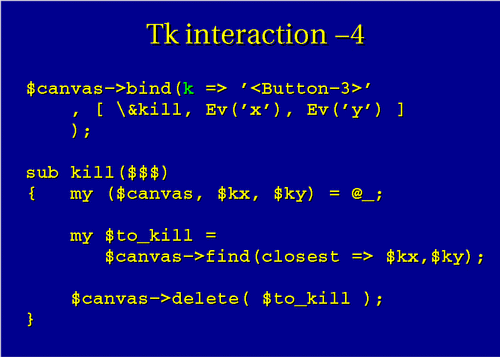 Tk interaction –4
$canvas->bind(k => ’<Button-3>’
    , [ \&kill, Ev(’x’), Ev(’y’) ]
    );
sub kill($$$)
{   my ($canvas, $kx, $ky) = @_;
    my $to_kill =
       $canvas->find(closest => $kx,$ky);
    $canvas->delete( $to_kill );
}